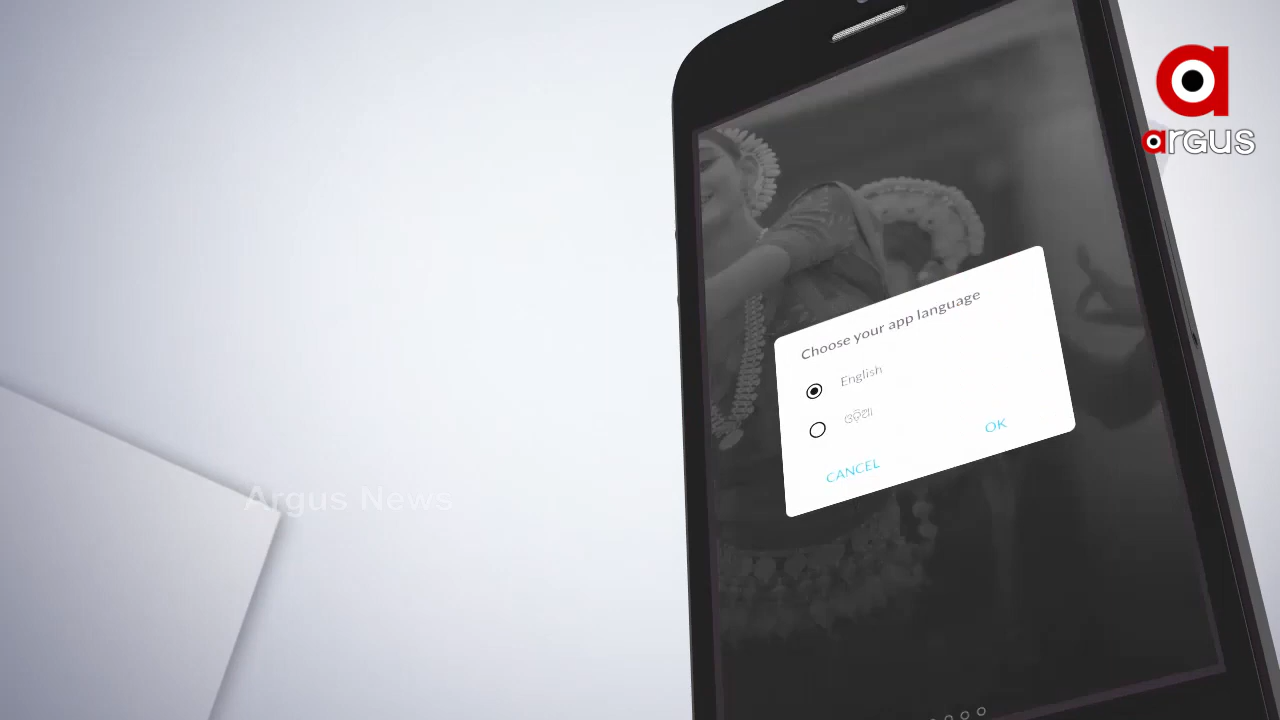 argus
Choose your app language
English
ଓଡ଼ିଆ
OK
CANCEL
Argus News